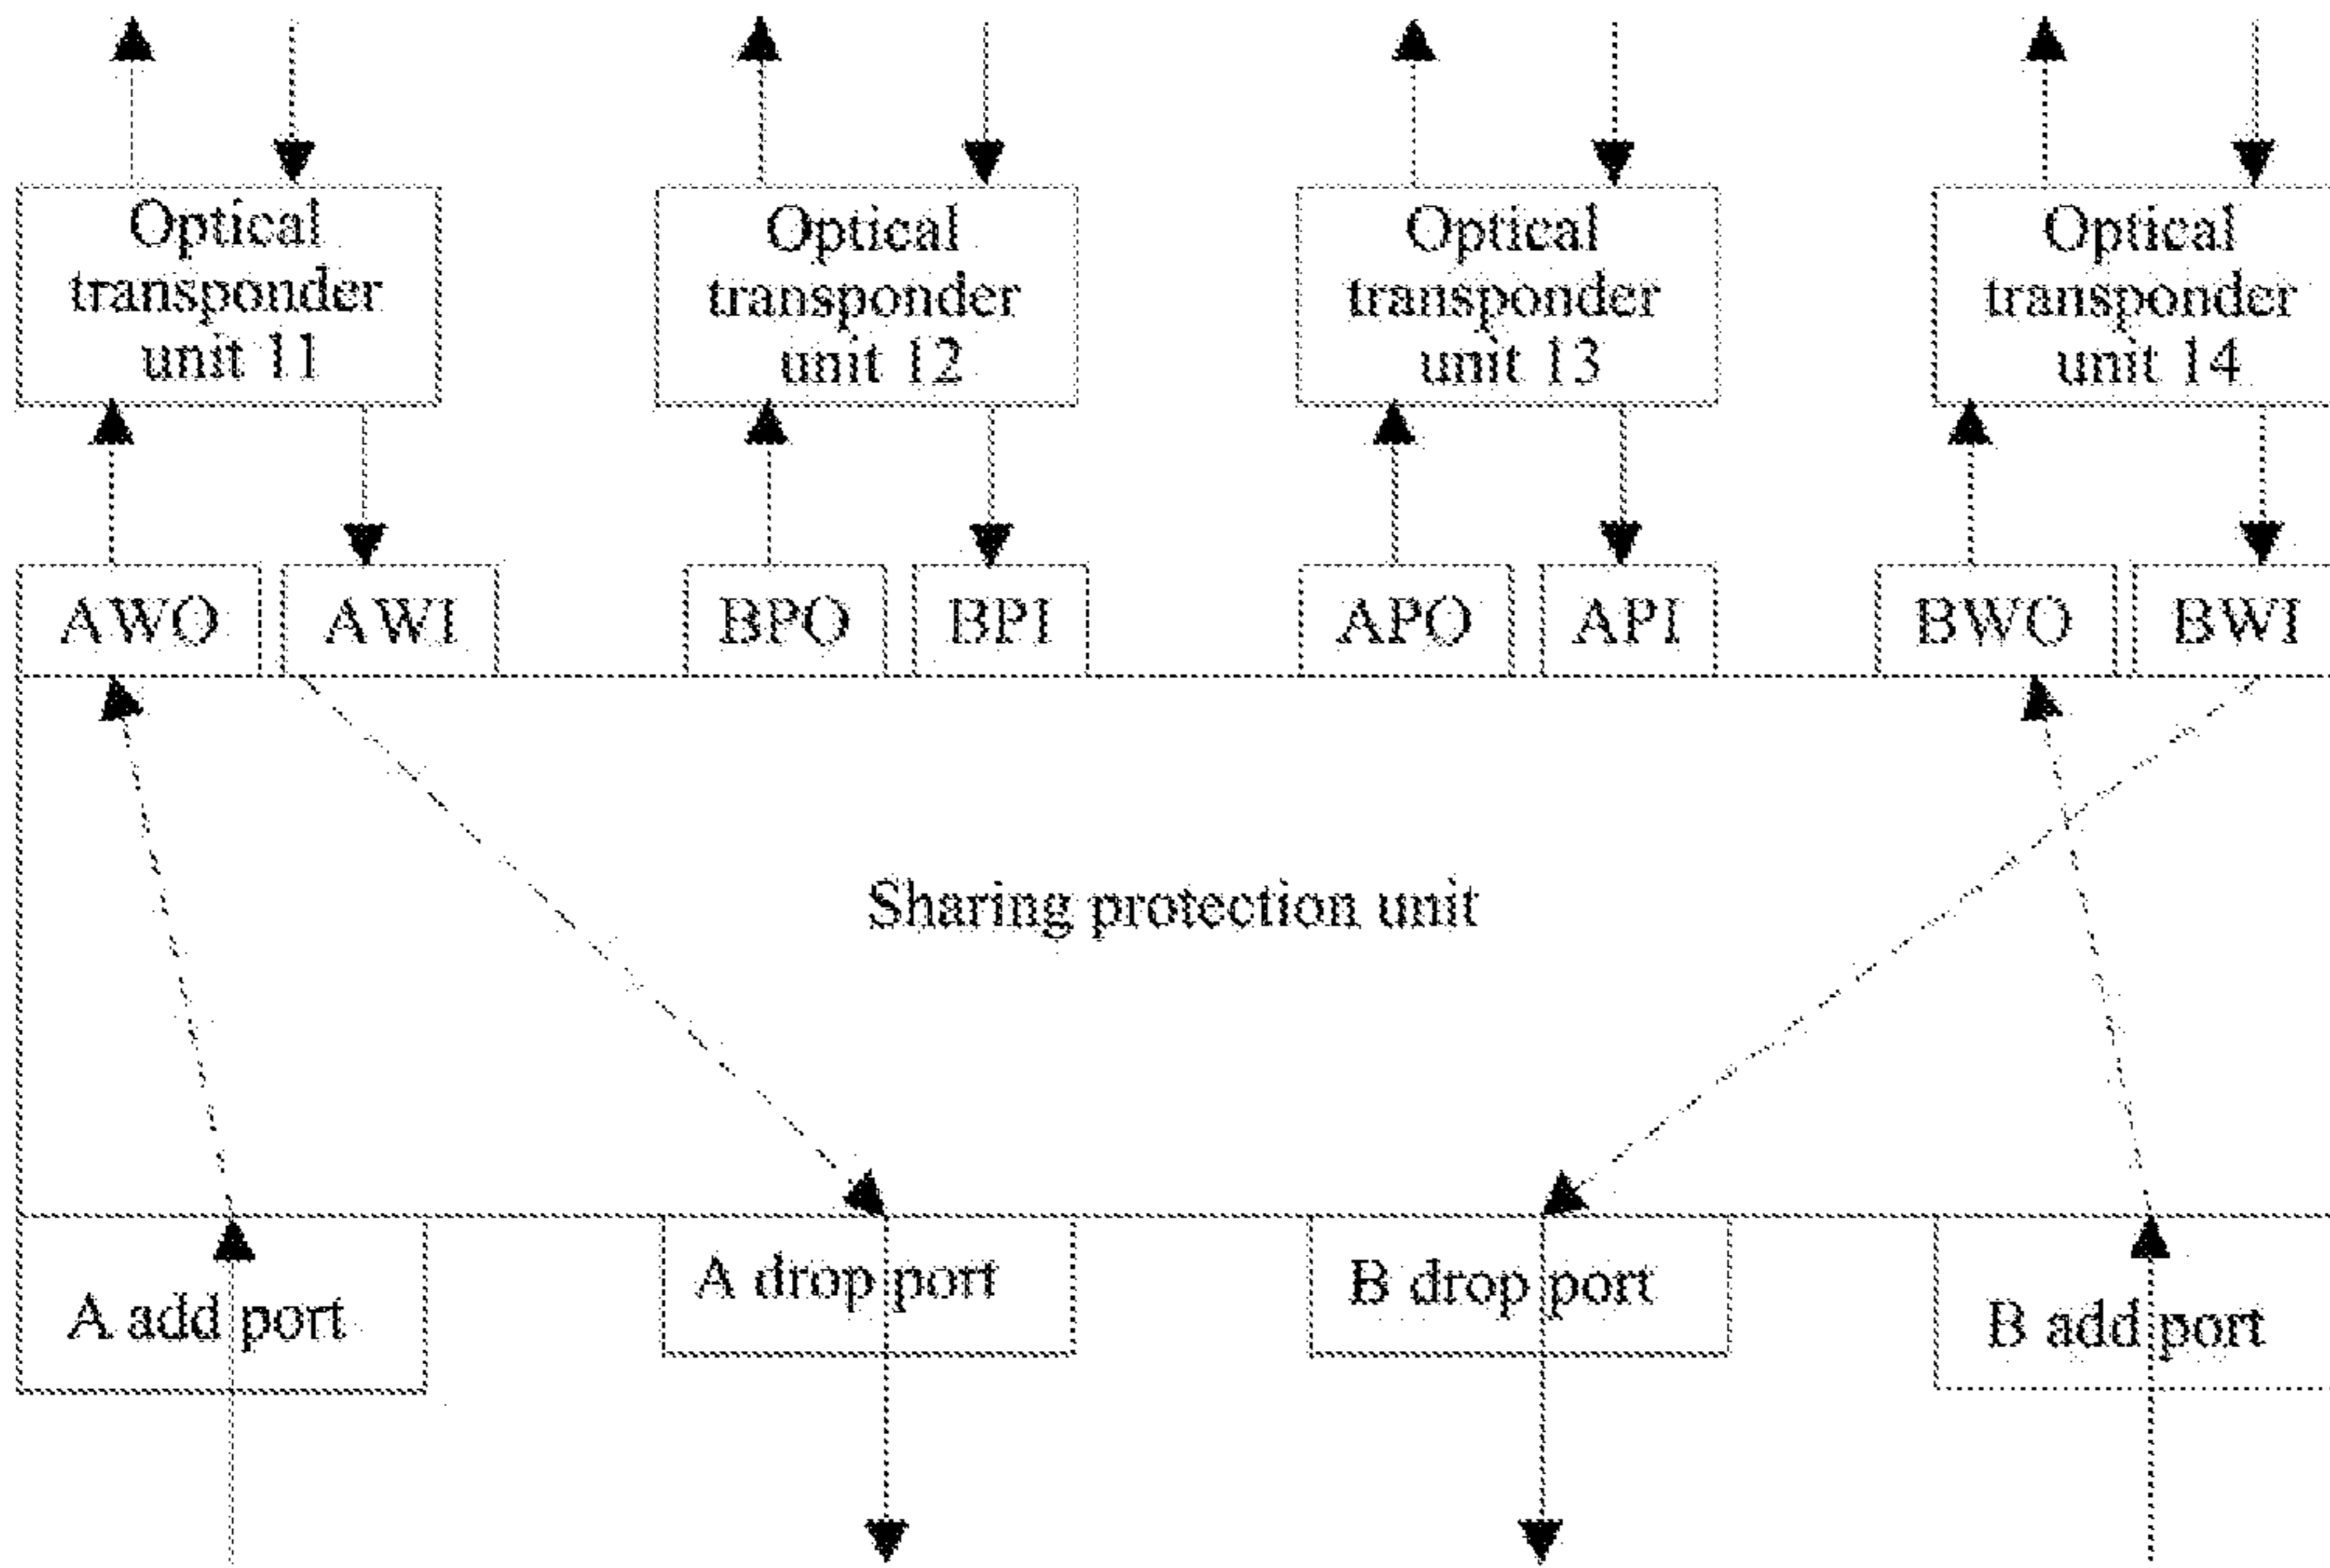 Optical
transponder
unit 11
Optical
transponder
unit 12
Optical
transponder
unit 13
Optical
transponder
unit 14
AWO
AWI
BPO
BPI
APO
API
BWO
BWI
Sharing protection unit
A add port
A drop port
B drop port
B add port